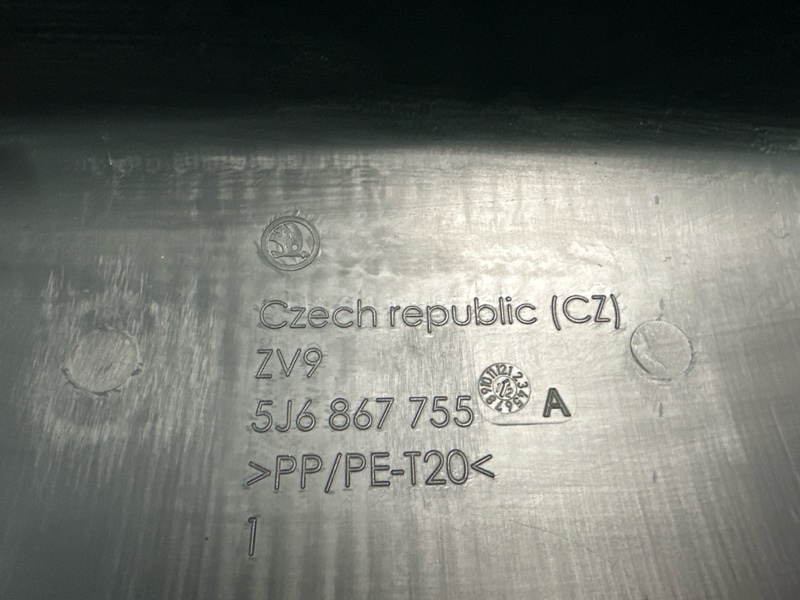 Czech republic (CZ)
ZV9
5J6 867 755 A
>PP/PE-T20<
1